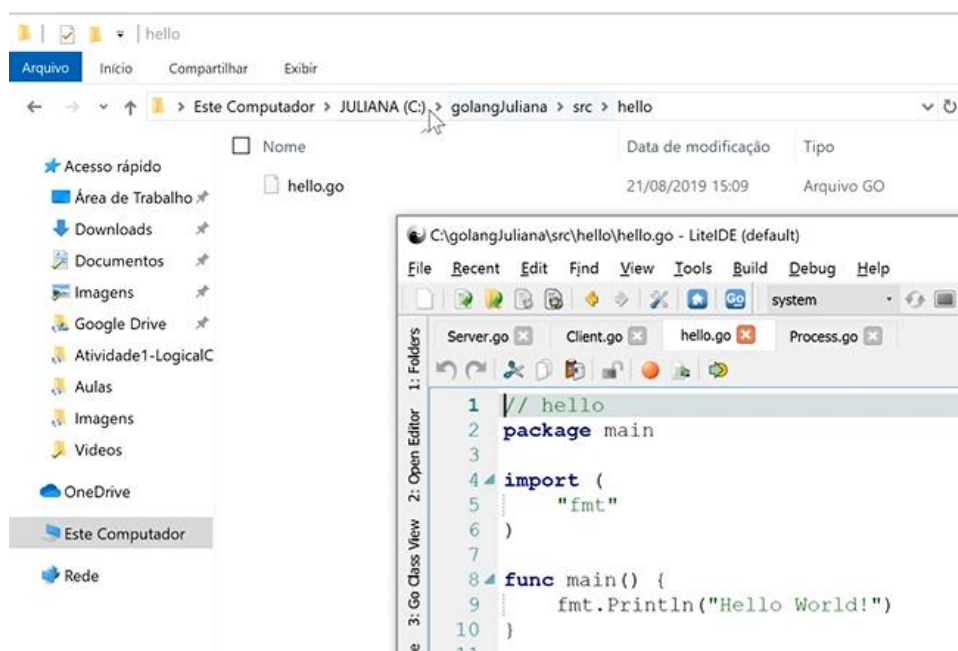 hello
Arquivo Início Compartilhar Exibir
Este Computador > JULIANA (C:) > golangJuliana > src > hello
Nome Data de modificação Tipo
hello.go 21/08/2019 15:09 Arquivo GO
Acesso rápido
Área de Trabalho
Downloads
Documentos
Imagens
Google Drive
Atividade1-LogicalC
Aulas
Imagens
Videos
OneDrive
Este Computador
Rede
C:\golangJuliana\src\hello\hello.go - LiteIDE (default)
File Recent Edit Find View Tools Build Debug Help
Go system
Server.go Client.go hello.go Process.go
1: Folders
2: Open Editor
3: Go Class View
1 // hello
2 package main
3
4 import (
5 "fmt"
6 )
7
8 func main() {
9 fmt.Println("Hello World!")
10 }